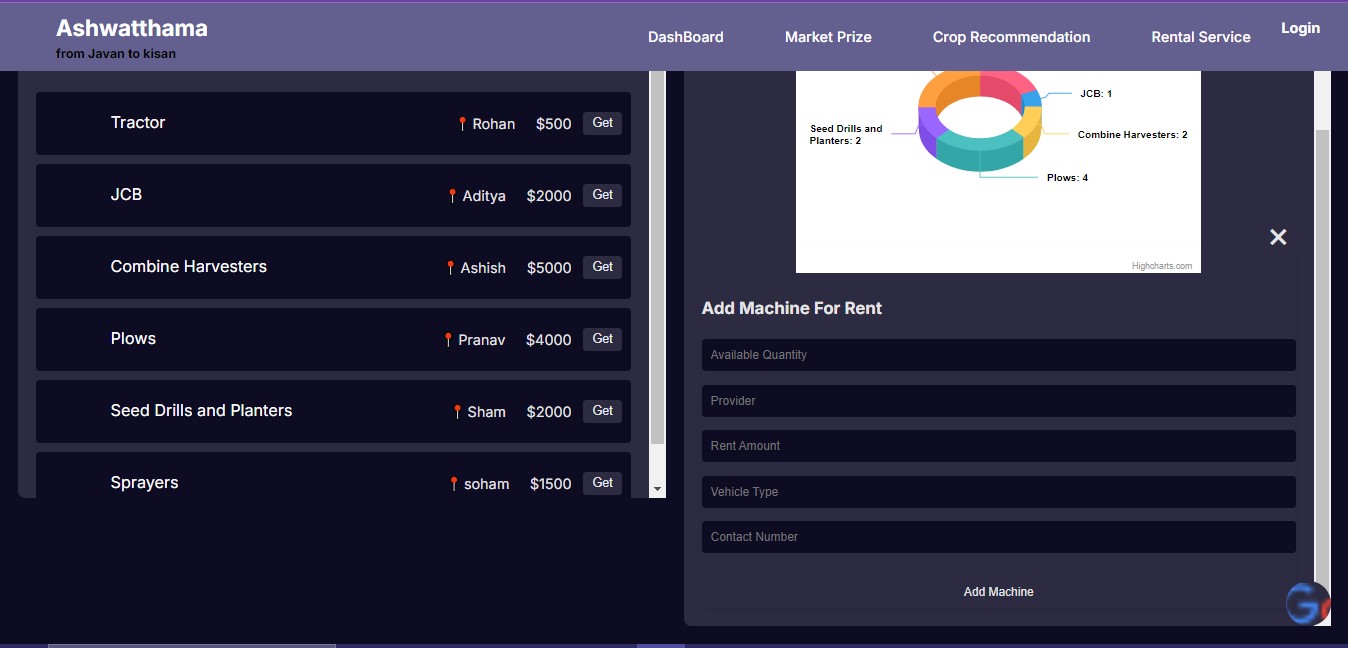 Ashwatthama
from Javan to kisan
DashBoard
Market Prize
Crop Recommendation
Rental Service
Login
Tractor
Rohan
$500
Get
JCB
Aditya
$2000
Get
Combine Harvesters
Ashish
$5000
Get
Plows
Pranav
$4000
Get
Seed Drills and Planters
Sham
$2000
Get
Sprayers
soham
$1500
Get
JCB: 1
Seed Drills and
Planters: 2
Combine Harvesters: 2
Plows: 4
Highcharts.com
Add Machine For Rent
Available Quantity
Provider
Rent Amount
Vehicle Type
Contact Number
Add Machine